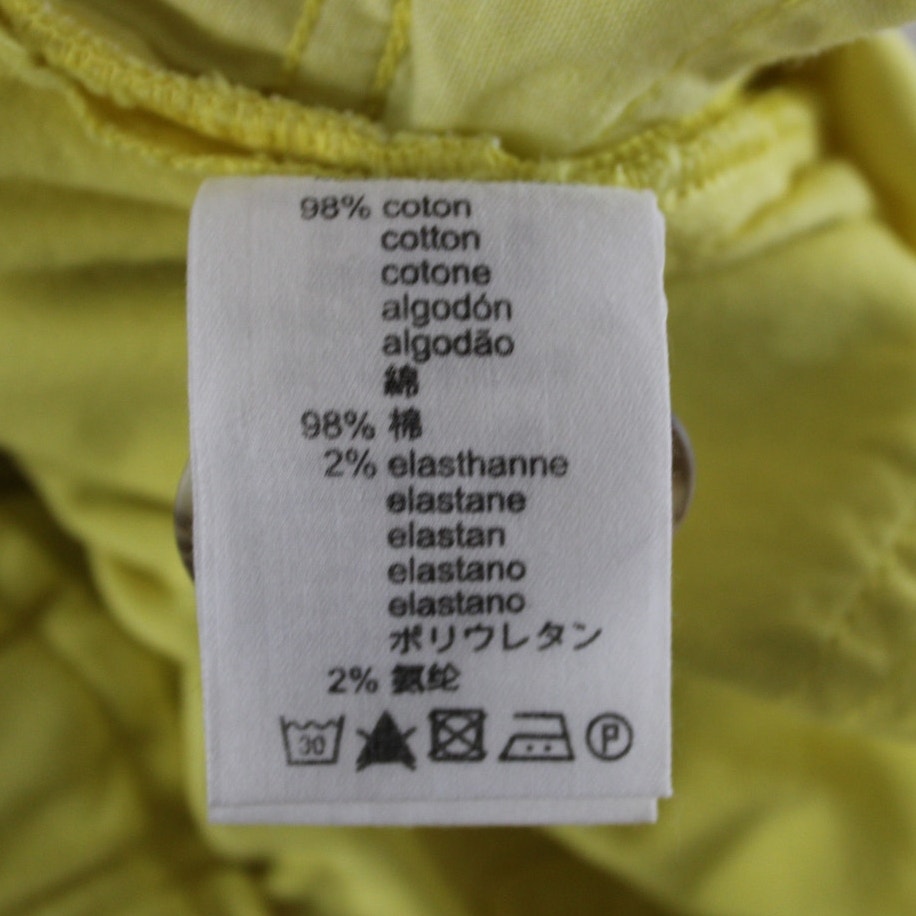 98% coton
cotton
cotone
algodón
algodão
綿
98% 棉
2% elasthanne
elastane
elastan
elastano
elastano
ポリウレタン
2% 氨纶
30 P